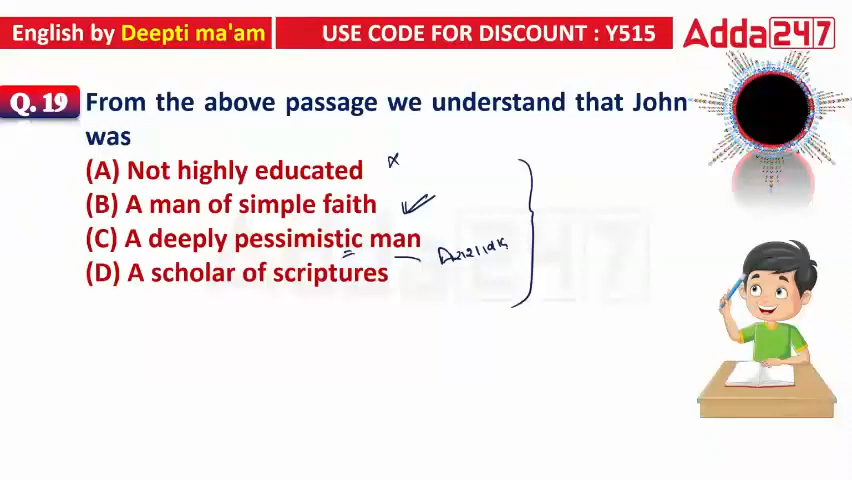 English by Deepti ma'am
USE CODE FOR DISCOUNT : Y515
Adda247
Q. 19 From the above passage we understand that John
was
(A) Not highly educated
(B) A man of simple faith
(C) A deeply pessimistic man
(D) A scholar of scriptures